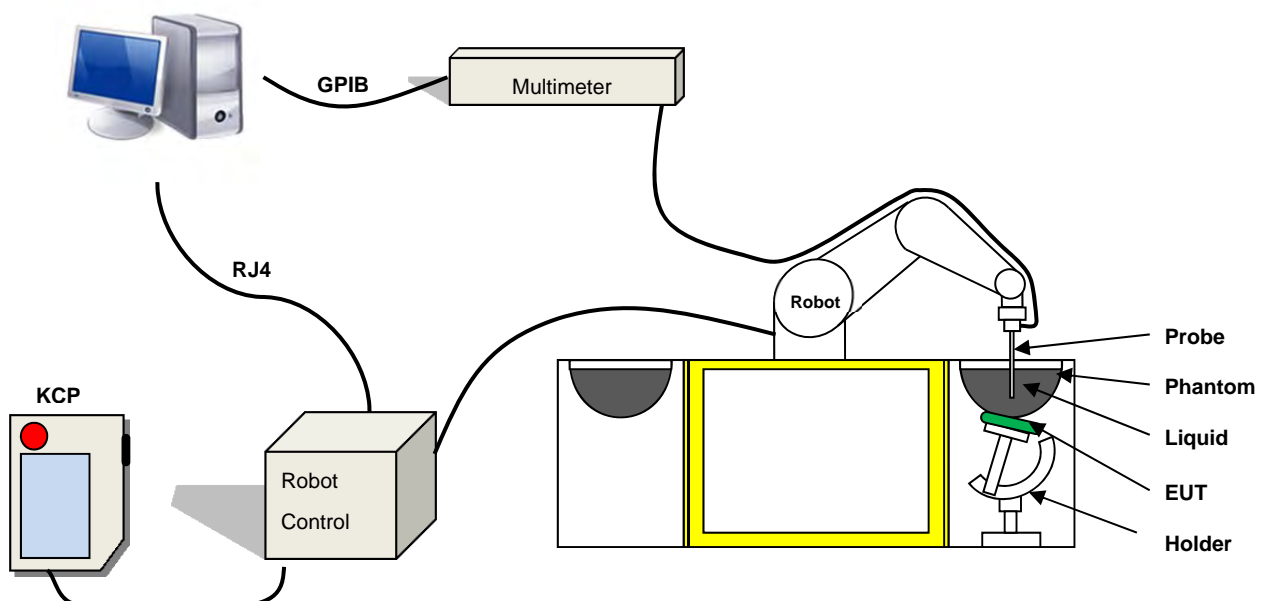 GPIB
Multimeter
RJ4
Robot
Probe
Phantom
KCP
Liquid
Robot
Control
EUT
Holder